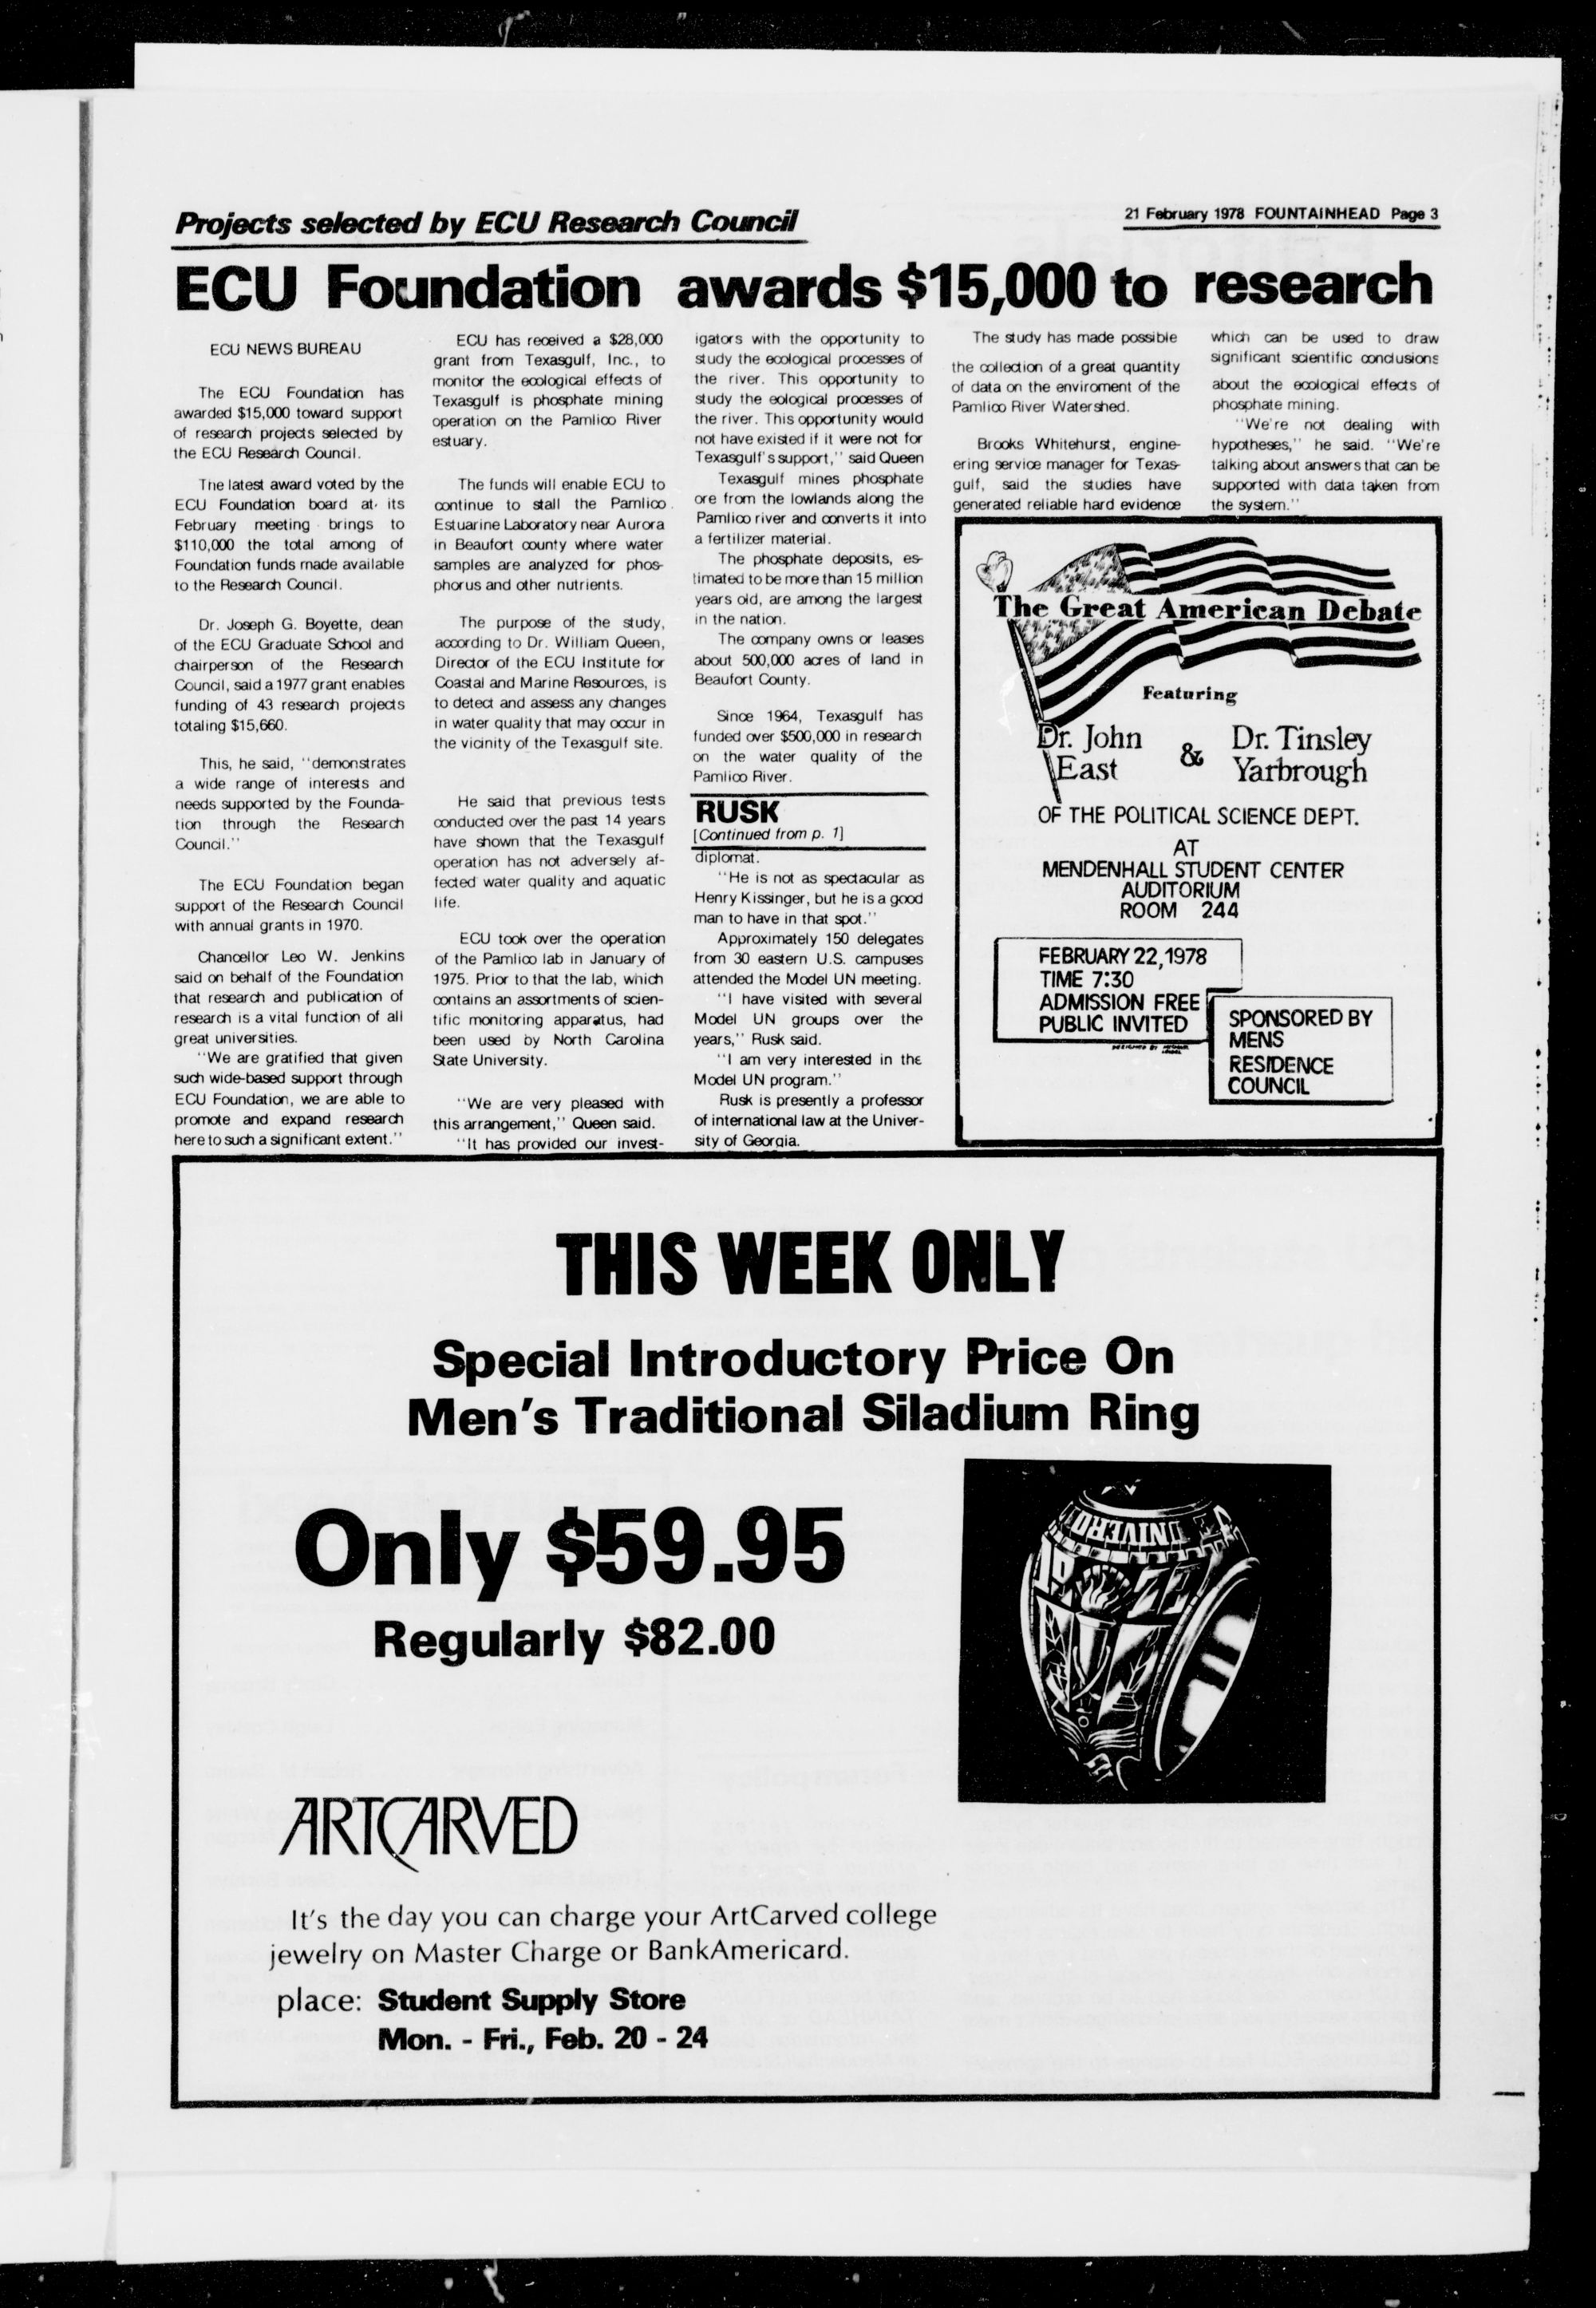 Projects selected by ECU Research Council
21 February 1978 FOUNTAINHEAD Page 3
ECU Foundation awards $15,000 to research
ECU NEWS BUREAU
The ECU Foundation has
awarded $15,000 toward support
of research projects selected by
the ECU Research Council.
The latest award voted by the
ECU Foundation board at its
February meeting brings to
$110,000 the total among of
Foundation funds made available
to the Research Council.
Dr. Joseph G. Boyette, dean
of the ECU Graduate School and
chairperson of the Research
Council, said a 1977 grant enables
funding of 43 research projects
totaling $15,660.
This, he said, ''demonstrates
a wide range of interests and
needs supported by the Founda-
tion through the Research
Council.''
The ECU Foundation began
support of the Research Council
with annual grants in 1970.
Chancellor Leo W. Jenkins
said on behalf of the Foundation
that research and publication of
research is a vital function of all
great universities.
''We are gratified that given
such wide-based support through
ECU Foundation, we are able to
promote and expand research
here to such a significant extent.''
ECU has received a $28,000
grant from Texasgulf, Inc., to
monitor the ecological effects of
Texasgulf is phosphate mining
operation on the Pamlico River
estuary.
The funds will enable ECU to
continue to stall the Pamlico
Estuarine Laboratory near Aurora
in Beaufort county where water
samples are analyzed for phos-
phorus and other nutrients.
The purpose of the study,
according to Dr. William Queen,
Director of the ECU Institute for
Coastal and Marine Resources, is
to detect and assess any changes
in water quality that may occur in
the vicinity of the Texasgulf site.
He said that previous tests
conducted over the past 14 years
have shown that the Texasgulf
operation has not adversely af-
fected water quality and aquatic
life.
ECU took over the operation
of the Pamlico lab in January of
1975. Prior to that the lab, which
contains an assortments of scien-
tific monitoring apparatus, had
been used by North Carolina
State University.
''We are very pleased with
this arrangement,'' Queen said.
''It has provided our invest-
igators with the opportunity to
study the ecological processes of
the river. This opportunity to
study the eological processes of
the river. This opportunity would
not have existed if it were not for
Texasgulf's support,'' said Queen
Texasgulf mines phosphate
ore from the lowlands along the
Pamlico river and converts it into
a fertilizer material.
The phosphate deposits, es-
timated to be more than 15 million
years old, are among the largest
in the nation.
The company owns or leases
about 500,000 acres of land in
Beaufort County.
Since 1964, Texasgulf has
funded over $500,000 in research
on the water quality of the
Pamlico River.
The study has made possible
the collection of a great quantity
of data on the enviroment of the
Pamlico River Watershed.
Brooks Whitehurst, engine-
ering service manager for Texas-
gulf, said the studies have
generated reliable hard evidence
which can be used to draw
significant scientific conclusions
about the ecological effects of
phosphate mining.
''We're not dealing with
hypotheses,'' he said. ''We're
talking about answers that can be
supported with data taken from
the system.''
RUSK
[Continued from p. 1]
diplomat.
''He is not as spectacular as
Henry Kissinger, but he is a good
man to have in that spot.''
Approximately 150 delegates
from 30 eastern U.S. campuses
attended the Model UN meeting.
''I have visited with several
Model UN groups over the
years,'' Rusk said.
''I am very interested in the
Model UN program.''
Rusk is presently a professor
of international law at the Univer-
sity of Georgia.
The Great American Debate
Featuring
Dr. John East & Dr. Tinsley Yarbrough
OF THE POLITICAL SCIENCE DEPT.
AT
MENDENHALL STUDENT CENTER
AUDITORIUM
ROOM 244
FEBRUARY 22,1978
TIME 7:30
ADMISSION FREE
PUBLIC INVITED
DESIGNED BY
SPONSORED BY
MENS
RESIDENCE
COUNCIL
THIS WEEK ONLY
Special Introductory Price On
Men's Traditional Siladium Ring
Only $59.95
Regularly $82.00
ARTCARVED
It's the day you can charge your ArtCarved college
jewelry on Master Charge or BankAmericard.
place: Student Supply Store
Mon. - Fri., Feb. 20 - 24